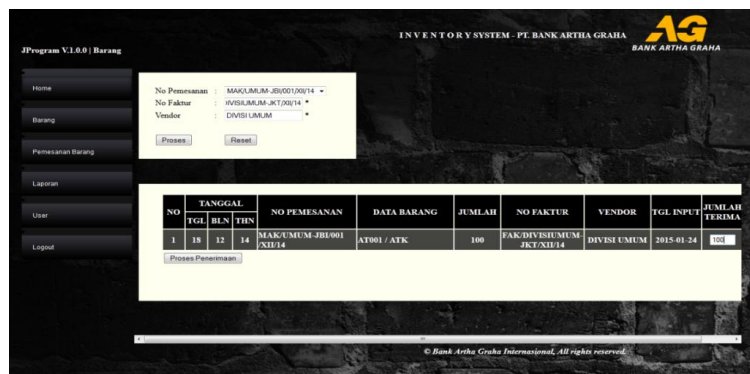 I N V E N T O R Y SYSTEM - PT. BANK ARTHA GRAHA
AG
BANK ARTHA GRAHA
JProgram V.1.0.0 | Barang
Home
Barang
Pemesanan Barang
Laporan
User
Logout
No Pemesanan : MAK/UMUM-JBI/001/XII/14
No Faktur : IVISIUMUM-JKT/XII/14 *
Vendor : DIVISI UMUM *
Proses Reset
NO TANGGAL NO PEMESANAN DATA BARANG JUMLAH NO FAKTUR VENDOR TGL INPUT JUMLAH TERIMA
TGL BLN THN
1 18 12 14 MAK/UMUM-JBI/001 AT001 / ATK 100 FAK/DIVISIUMUM- DIVISI UMUM 2015-01-24 100
/XII/14 JKT/XII/14
Proses Penerimaan
© Bank Artha Graha Internasional, All rights reserved.